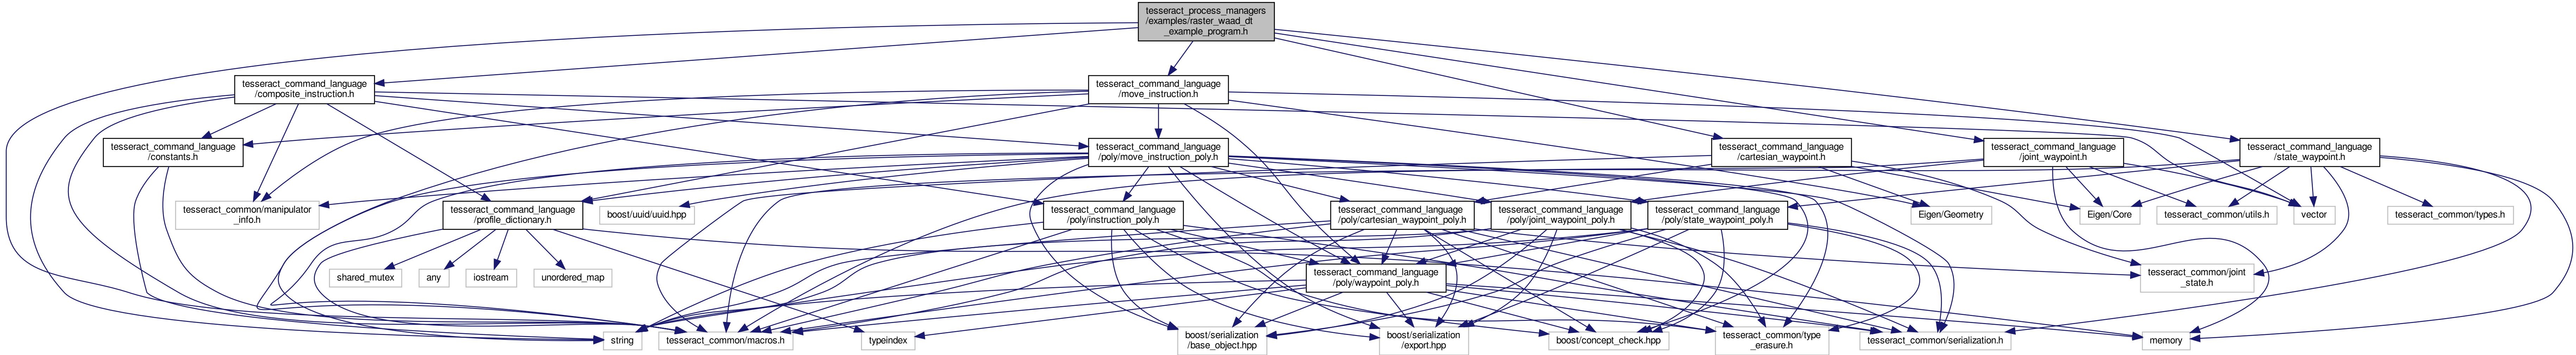 tesseract_process_managers
/examples/raster_waad_dt
_example_program.h
tesseract_command_language
/composite_instruction.h
tesseract_command_language
/move_instruction.h
tesseract_command_language
/constants.h
tesseract_command_language
/poly/move_instruction_poly.h
tesseract_command_language
/cartesian_waypoint.h
tesseract_command_language
/joint_waypoint.h
tesseract_command_language
/state_waypoint.h
tesseract_common/manipulator
_info.h
tesseract_command_language
/profile_dictionary.h
boost/uuid/uuid.hpp
tesseract_command_language
/poly/instruction_poly.h
tesseract_command_language
/poly/cartesian_waypoint_poly.h
tesseract_command_language
/poly/joint_waypoint_poly.h
tesseract_command_language
/poly/state_waypoint_poly.h
Eigen/Geometry
Eigen/Core
tesseract_common/utils.h
vector
tesseract_common/types.h
shared_mutex
any
iostream
unordered_map
tesseract_command_language
/poly/waypoint_poly.h
tesseract_common/joint
_state.h
string
tesseract_common/macros.h
typeindex
boost/serialization
/base_object.hpp
boost/serialization
/export.hpp
boost/concept_check.hpp
tesseract_common/type
_erasure.h
tesseract_common/serialization.h
memory